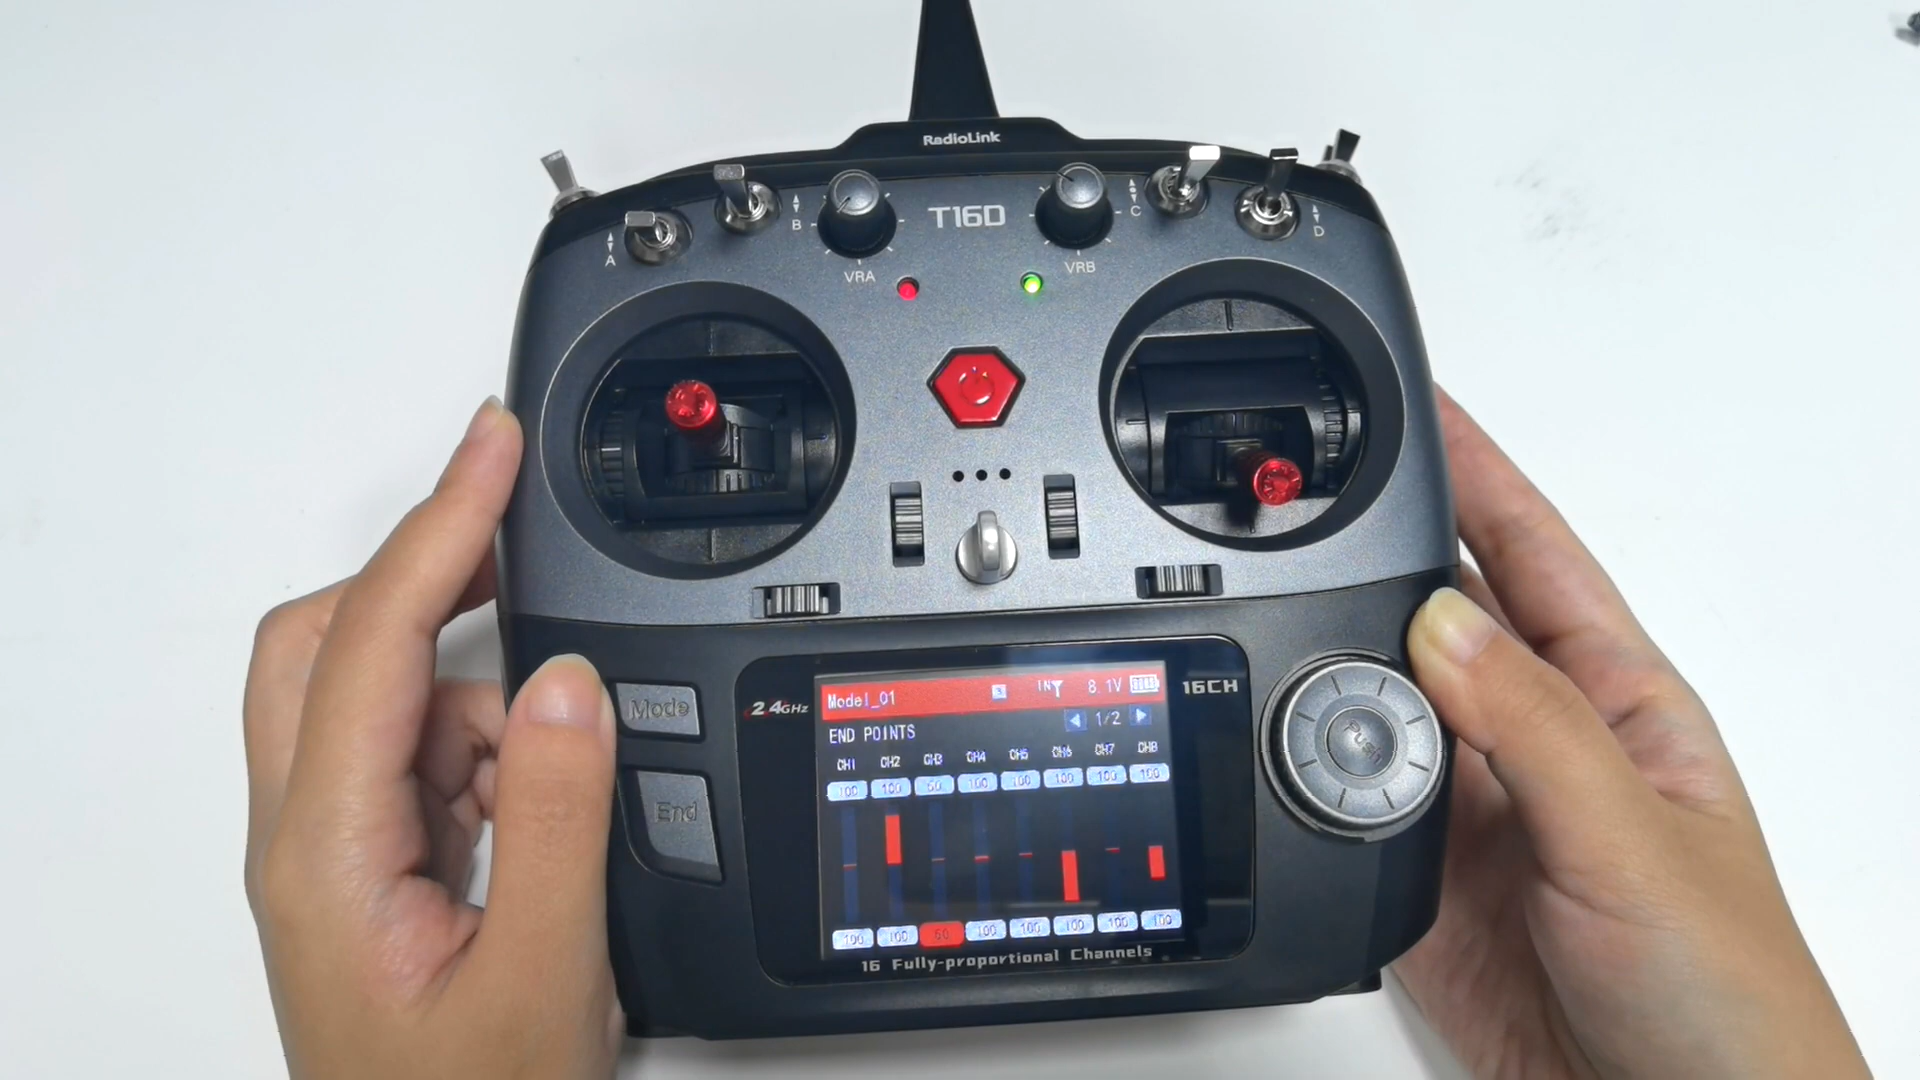 RadioLink
T16D
A
B
C
D
VRA
VRB
Mode
End
Push
2.4GHz
16CH
Model_01
8.1V
END POINTS
1/2
CH1 CH2 CH3 CH4 CH5 CH6 CH7 CH8
100 100 60 100 100 100 100 100
100 100 60 100 100 100 100 100
16 Fully-proportional Channels